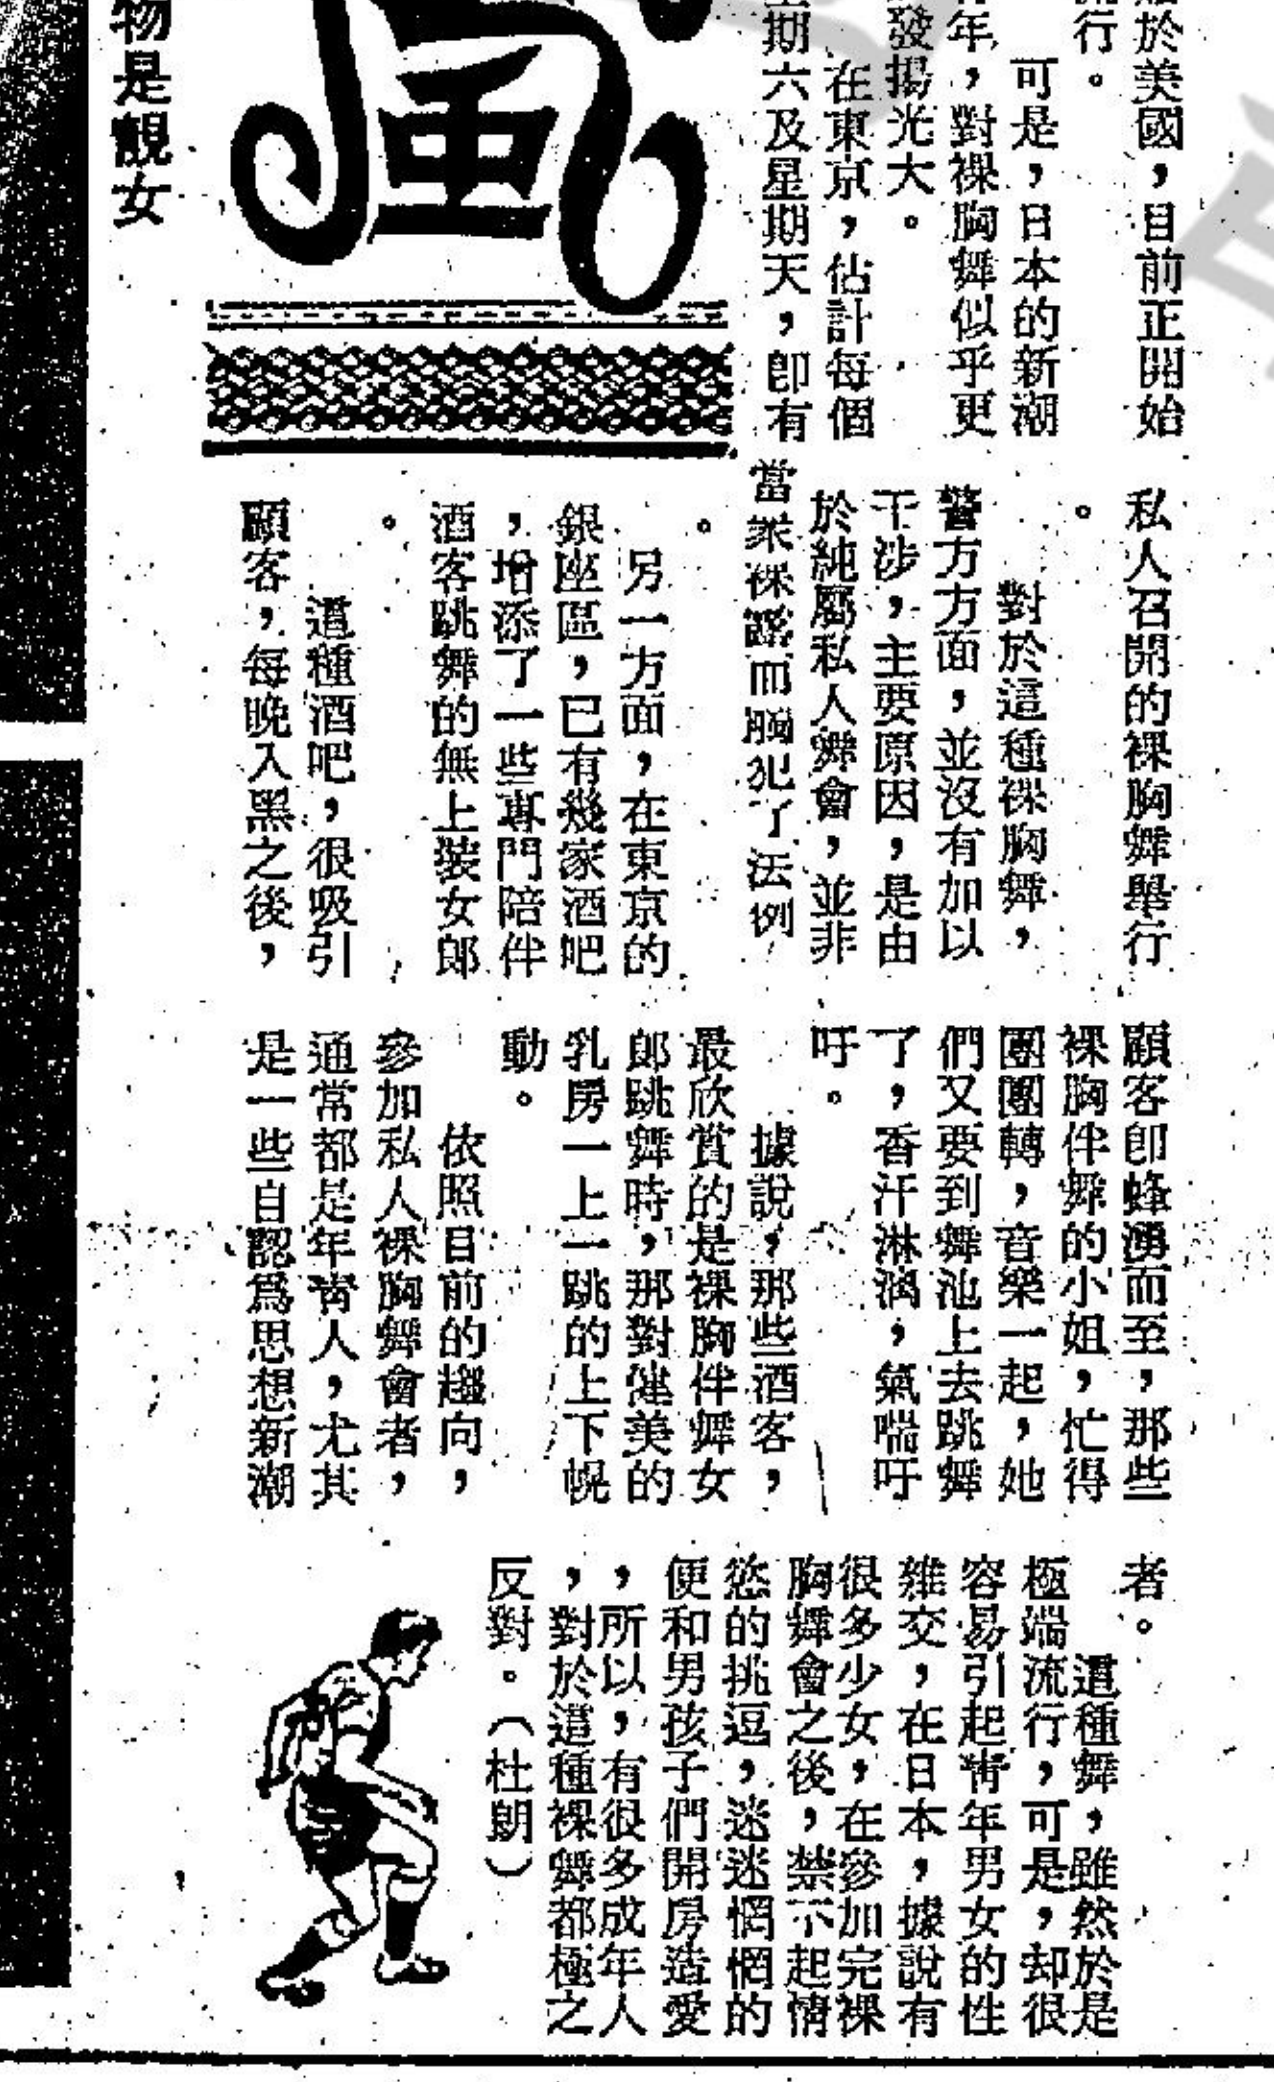 於美國，目前正開始
行。
可是，日本的新潮
年，對裸胸舞似乎更
發揚光大。
在東京，估計每個
期六及星期天，即有
私人召開的裸胸舞舉行
。
對於這種裸胸舞，
警方方面，並沒有加以
干涉，主要原因，是由
於純屬私人舞會，並非
當衆裸露而觸犯了法例
。
另一方面，在東京的
銀座區，已有幾家酒吧
，增添了一些專門陪伴
酒客跳舞的無上裝女郎
。
這種酒吧，很吸引
顧客，每晚入黑之後，
顧客即蜂湧而至，那些
裸胸伴舞的小姐，忙得
團團轉，音樂一起，她
們又要到舞池上去跳舞
了，香汗淋漓，氣喘吁
吁。
據說，那些酒客，
最欣賞的是裸胸伴舞女
郎跳舞時，那對健美的
乳房一上一跳的上下幌
動。
依照目前的趨向，
參加私人裸胸舞會者，
通常都是年青人，尤其
是一些自認爲思想新潮
者。
這種舞，雖然於是
極端流行，可是，却很
容易引起靑年男女的性
雜交，在日本，據說有
很多少女，在參加完裸
胸舞會之後，禁不起情
慾的挑逗，迷迷惘惘的
便和男孩子們開房造愛
，所以，有很多成年人
，對於這種裸舞都極之
反對。（杜朗）
畫
物是靚女